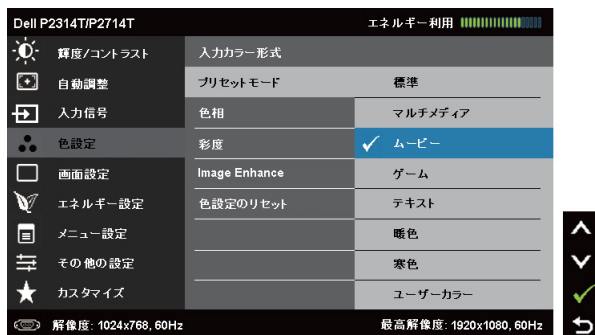 Dell P2314T/P2714T エネルギー利用
輝度/コントラスト 入力カラー形式
自動調整 プリセットモード 標準
入力信号 色相 マルチメディア
色設定 彩度 ムービー
画面設定 Image Enhance ゲーム
エネルギー設定 色設定のリセット テキスト
メニュー設定 暖色
その他の設定 寒色
カスタマイズ ユーザーカラー
解像度: 1024x768, 60Hz 最高解像度: 1920x1080, 60Hz